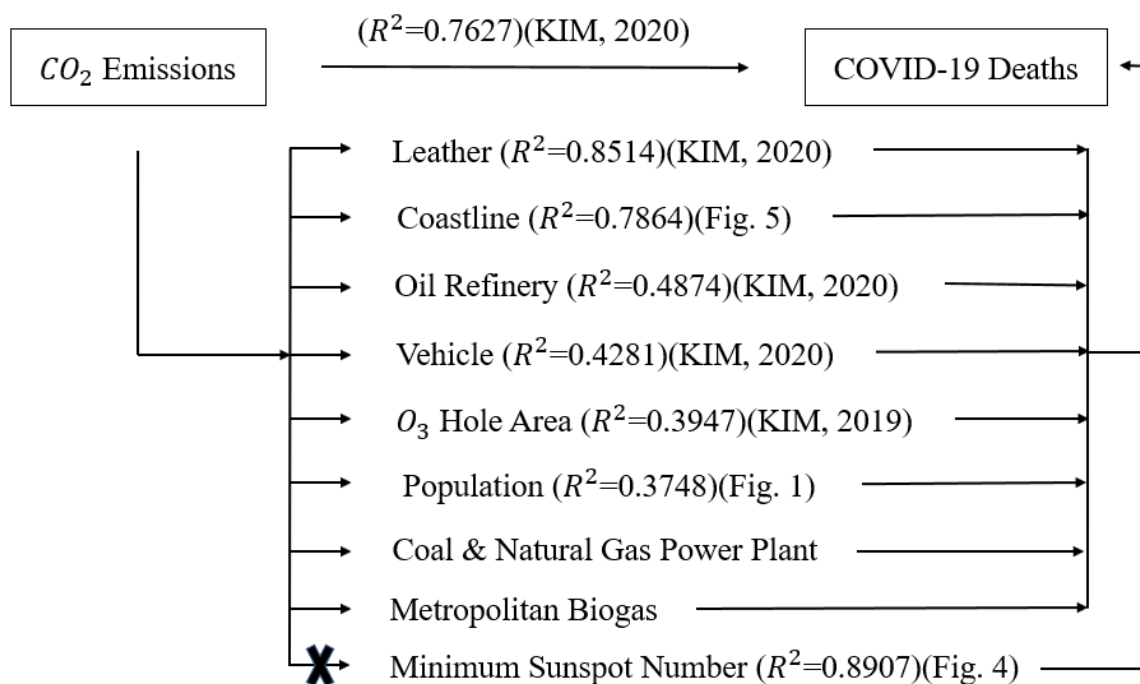 (R²=0.7627)(KIM, 2020)
CO₂ Emissions
COVID-19 Deaths
Leather (R²=0.8514)(KIM, 2020)
Coastline (R²=0.7864)(Fig. 5)
Oil Refinery (R²=0.4874)(KIM, 2020)
Vehicle (R²=0.4281)(KIM, 2020)
O₃ Hole Area (R²=0.3947)(KIM, 2019)
Population (R²=0.3748)(Fig. 1)
Coal & Natural Gas Power Plant
Metropolitan Biogas
Minimum Sunspot Number (R²=0.8907)(Fig. 4)